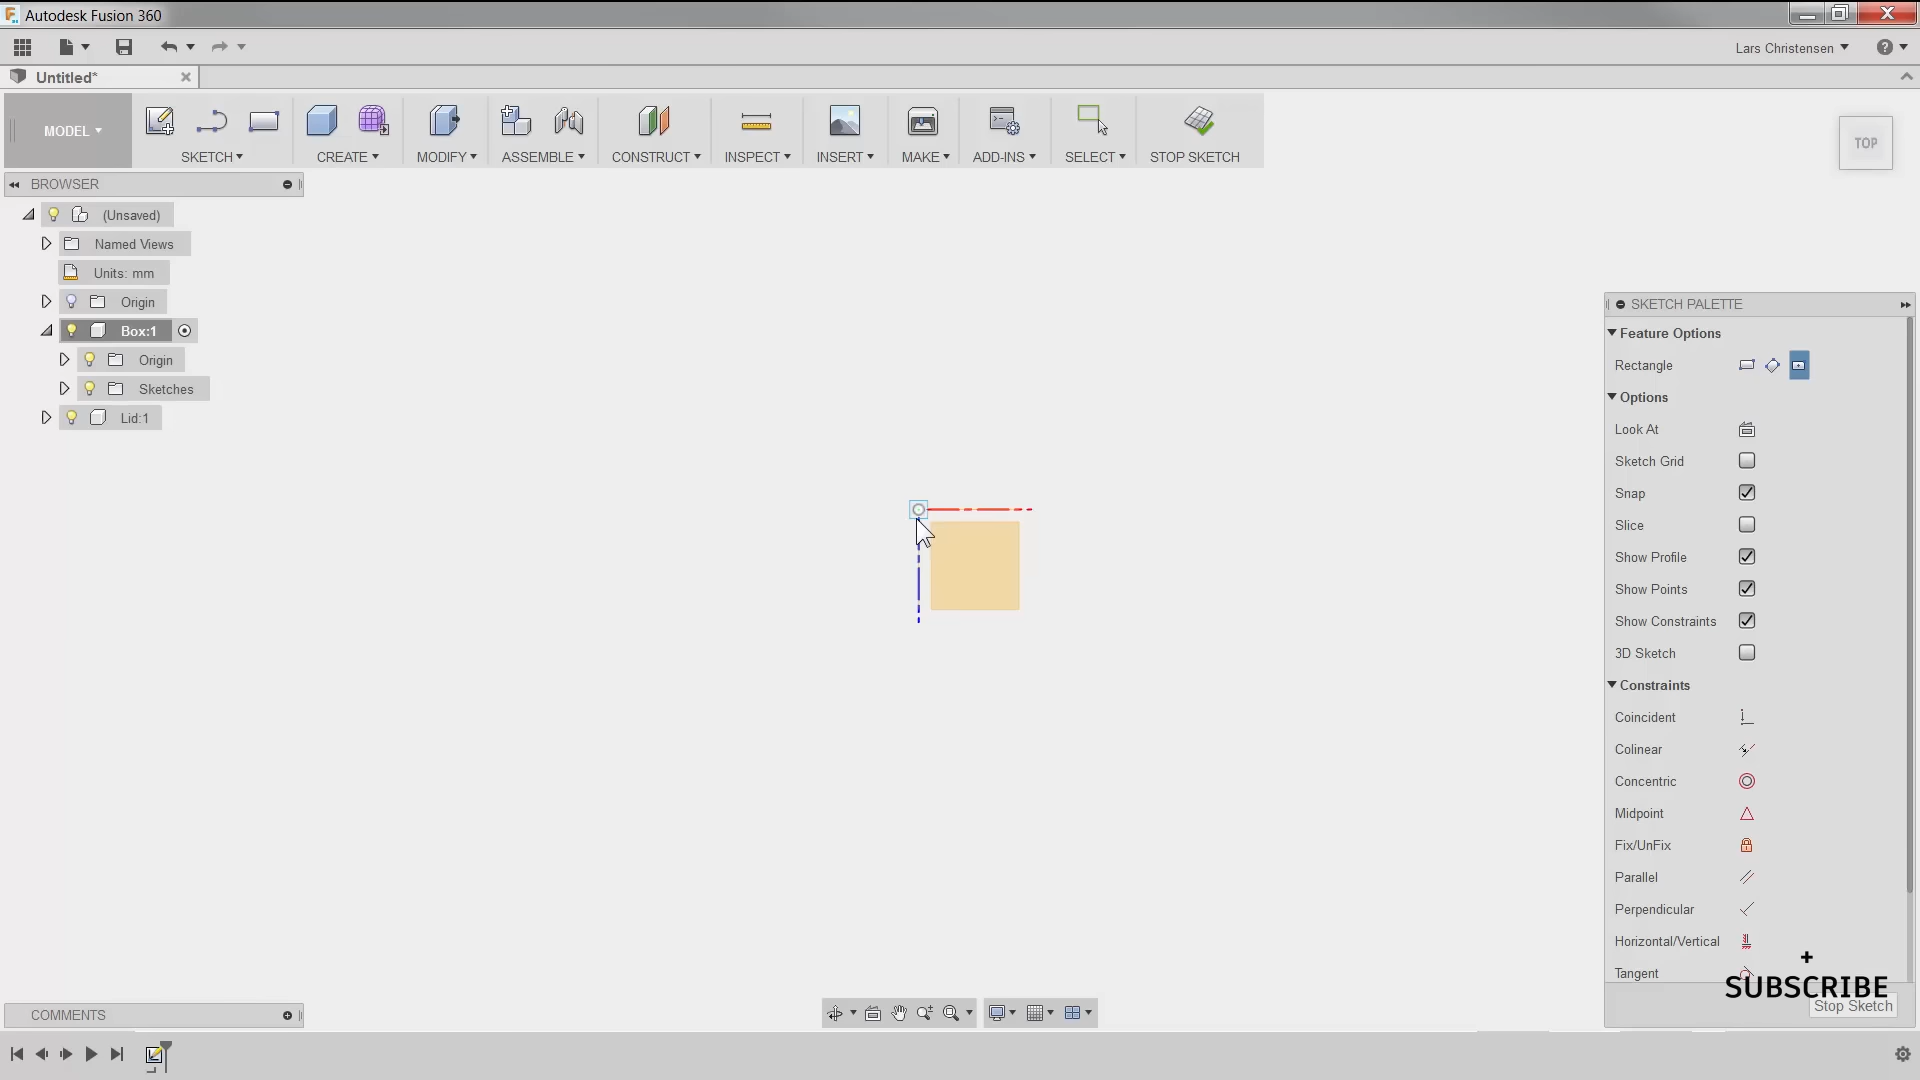 Autodesk Fusion 360
Lars Christensen
Untitled*
MODEL
SKETCH
CREATE
MODIFY
ASSEMBLE
CONSTRUCT
INSPECT
INSERT
MAKE
ADD-INS
SELECT
STOP SKETCH
TOP
BROWSER
(Unsaved)
Named Views
Units: mm
Origin
Box:1
Origin
Sketches
Lid:1
SKETCH PALETTE
Feature Options
Rectangle
Options
Look At
Sketch Grid
Snap
Slice
Show Profile
Show Points
Show Constraints
3D Sketch
Constraints
Coincident
Colinear
Concentric
Midpoint
Fix/UnFix
Parallel
Perpendicular
Horizontal/Vertical
Tangent
+
SUBSCRIBE
Stop Sketch
COMMENTS